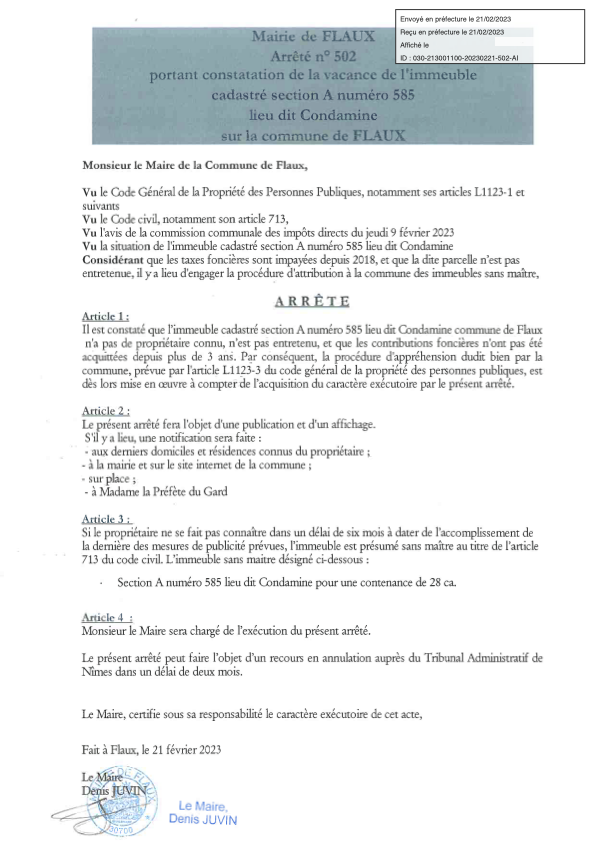 Envoyé en préfecture le 21/02/2023
Reçu en préfecture le 21/02/2023
Affiché le
ID : 030-213001100-20230221-502-AI
Mairie de FLAUX
Arrêté n° 502
portant constatation de la vacance de l'immeuble
cadastré section A numéro 585
lieu dit Condamine
sur la commune de FLAUX
Monsieur le Maire de la Commune de Flaux,
Vu le Code Général de la Propriété des Personnes Publiques, notamment ses articles L1123-1 et
suivants
Vu le Code civil, notamment son article 713,
Vu l'avis de la commission communale des impôts directs du jeudi 9 février 2023
Vu la situation de l'immeuble cadastré section A numéro 585 lieu dit Condamine
Considérant que les taxes foncières sont impayées depuis 2018, et que la dite parcelle n'est pas
entretenue, il y a lieu d'engager la procédure d'attribution à la commune des immeubles sans maître,
ARRÊTE
Article 1 :
Il est constaté que l'immeuble cadastré section A numéro 585 lieu dit Condamine commune de Flaux
n'a pas de propriétaire connu, n'est pas entretenu, et que les contributions foncières n'ont pas été
acquittées depuis plus de 3 ans. Par conséquent, la procédure d'appréhension dudit bien par la
commune, prévue par l'article L1123-3 du code général de la propriété des personnes publiques, est
dès lors mise en œuvre à compter de l'acquisition du caractère exécutoire par le présent arrêté.
Article 2 :
Le présent arrêté fera l'objet d'une publication et d'un affichage.
S'il y a lieu, une notification sera faite :
- aux derniers domiciles et résidences connus du propriétaire ;
- à la mairie et sur le site internet de la commune ;
- sur place ;
- à Madame la Préfète du Gard
Article 3 :
Si le propriétaire ne se fait pas connaître dans un délai de six mois à dater de l'accomplissement de
la dernière des mesures de publicité prévues, l'immeuble est présumé sans maître au titre de l'article
713 du code civil. L'immeuble sans maitre désigné ci-dessous :
· Section A numéro 585 lieu dit Condamine pour une contenance de 28 ca.
Article 4 :
Monsieur le Maire sera chargé de l'exécution du présent arrêté.
Le présent arrêté peut faire l'objet d'un recours en annulation auprès du Tribunal Administratif de
Nîmes dans un délai de deux mois.
Le Maire, certifie sous sa responsabilité le caractère exécutoire de cet acte,
Fait à Flaux, le 21 février 2023
Le Maire
Denis JUVIN
MAIRIE DE FLAUX
30700
Le Maire,
Denis JUVIN